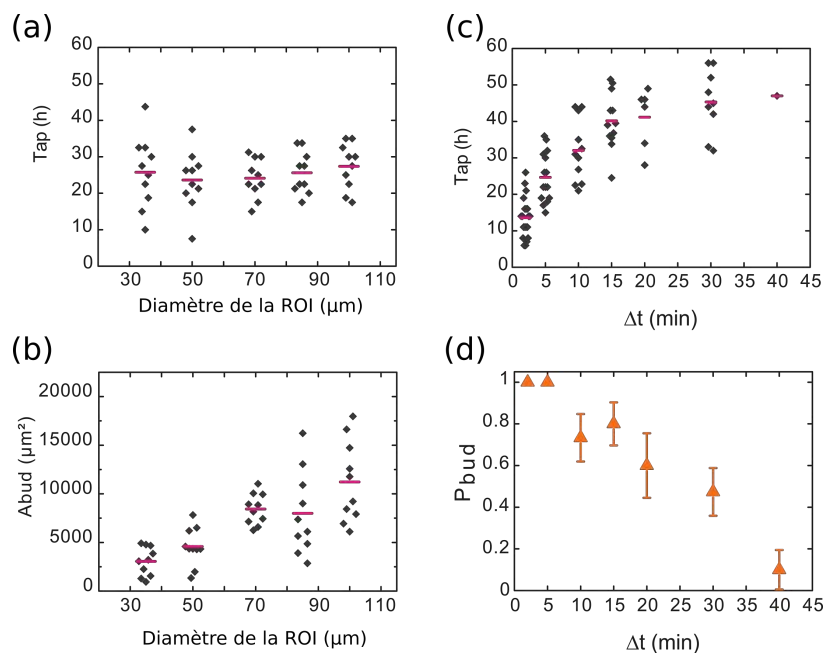 (a)
60
50
40
30
20
10
0
Tap (h)
30
50
70
90
110
Diamètre de la ROI (µm)
(c)
60
50
40
30
20
10
0
Tap (h)
0 5 10 15 20 25 30 35 40 45
Δt (min)
(b)
20000
15000
10000
5000
0
Abud (µm²)
30
50
70
90
110
Diamètre de la ROI (µm)
(d)
1
0.8
0.6
0.4
0.2
0
Pbud
0 5 10 15 20 25 30 35 40 45
Δt (min)